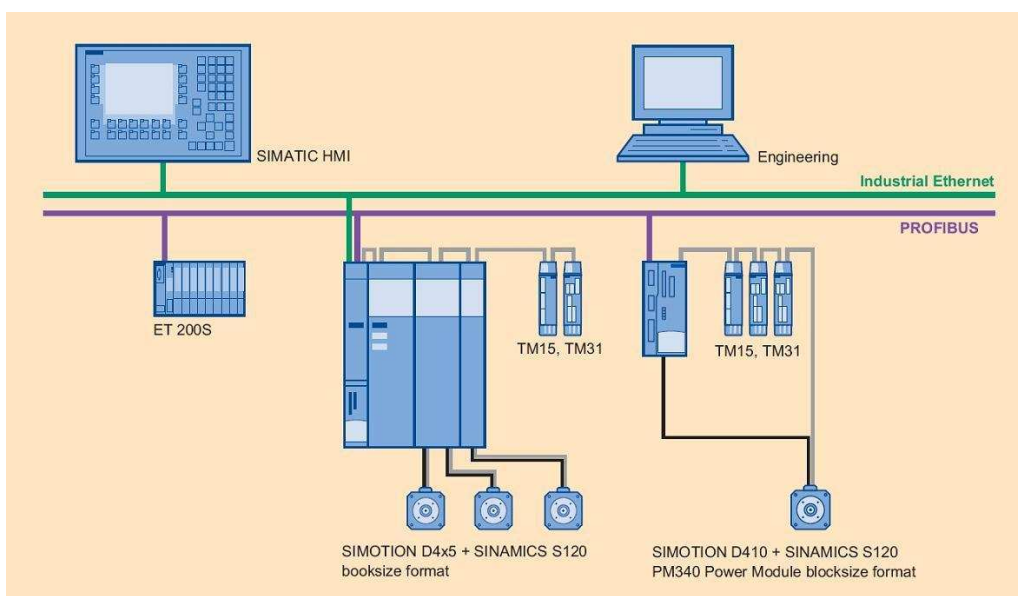 SIMATIC HMI
Engineering
Industrial Ethernet
PROFIBUS
ET 200S
TM15, TM31
TM15, TM31
SIMOTION D4x5 + SINAMICS S120
booksize format
SIMOTION D410 + SINAMICS S120
PM340 Power Module blocksize format